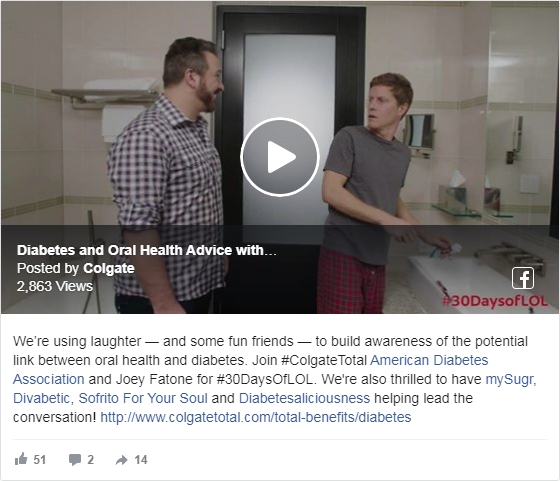 Diabetes and Oral Health Advice with...
Posted by Colgate
2,863 Views
#30DaysofLOL
We're using laughter — and some fun friends — to build awareness of the potential
link between oral health and diabetes. Join #ColgateTotal American Diabetes
Association and Joey Fatone for #30DaysOfLOL. We're also thrilled to have mySugr,
Divabetic, Sofrito For Your Soul and Diabetesaliciousness helping lead the
conversation! http://www.colgatetotal.com/total-benefits/diabetes
51 2 14